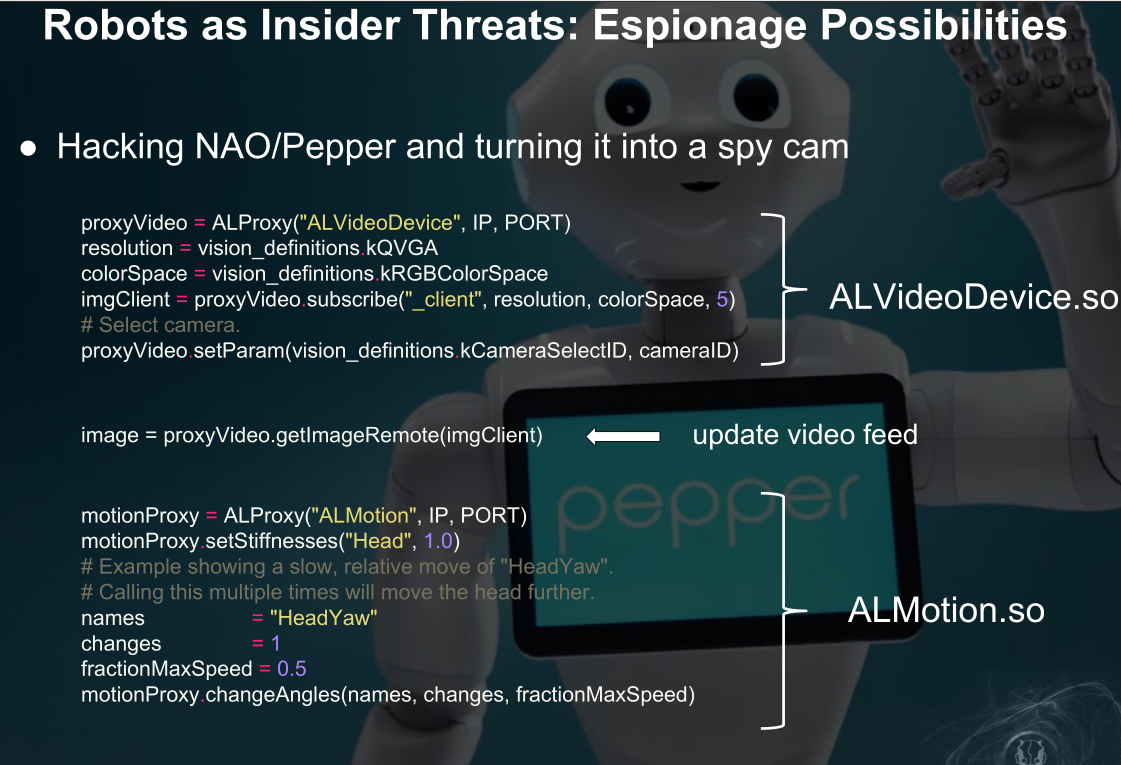 Robots as Insider Threats: Espionage Possibilities
● Hacking NAO/Pepper and turning it into a spy cam
proxyVideo = ALProxy("ALVideoDevice", IP, PORT)
resolution = vision_definitions.kQVGA
colorSpace = vision_definitions.kRGBColorSpace
imgClient = proxyVideo.subscribe("_client", resolution, colorSpace, 5)
# Select camera.
proxyVideo.setParam(vision_definitions.kCameraSelectID, cameraID)
ALVideoDevice.so
image = proxyVideo.getImageRemote(imgClient)
update video feed
pepper
motionProxy = ALProxy("ALMotion", IP, PORT)
motionProxy.setStiffnesses("Head", 1.0)
# Example showing a slow, relative move of "HeadYaw".
# Calling this multiple times will move the head further.
names = "HeadYaw"
changes = 1
fractionMaxSpeed = 0.5
motionProxy.changeAngles(names, changes, fractionMaxSpeed)
ALMotion.so